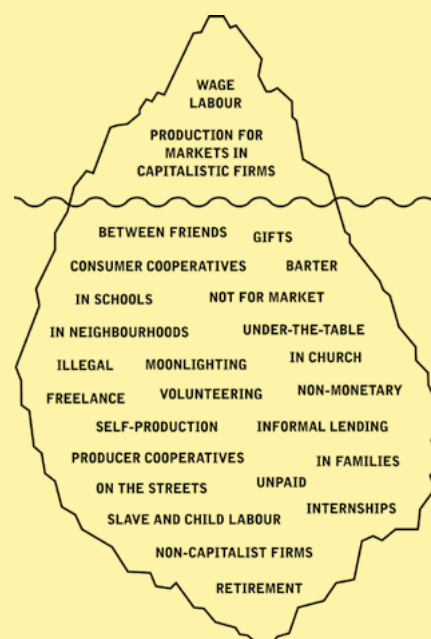 WAGE
LABOUR
PRODUCTION FOR
MARKETS IN
CAPITALISTIC FIRMS
BETWEEN FRIENDS
GIFTS
CONSUMER COOPERATIVES
BARTER
IN SCHOOLS
NOT FOR MARKET
IN NEIGHBOURHOODS
UNDER-THE-TABLE
ILLEGAL
MOONLIGHTING
IN CHURCH
FREELANCE
VOLUNTEERING
NON-MONETARY
SELF-PRODUCTION
INFORMAL LENDING
PRODUCER COOPERATIVES
IN FAMILIES
ON THE STREETS
UNPAID
SLAVE AND CHILD LABOUR
INTERNSHIPS
NON-CAPITALIST FIRMS
RETIREMENT